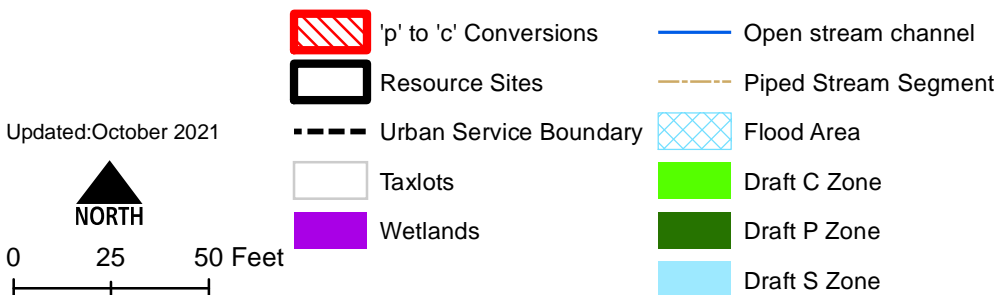 Updated:October 2021
NORTH
0 25 50 Feet
'p' to 'c' Conversions
Resource Sites
Urban Service Boundary
Taxlots
Wetlands
Open stream channel
Piped Stream Segment
Flood Area
Draft C Zone
Draft P Zone
Draft S Zone